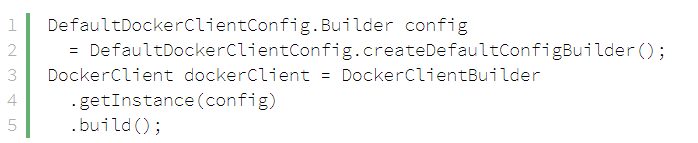 1 DefaultDockerClientConfig.Builder config
2   = DefaultDockerClientConfig.createDefaultConfigBuilder();
3 DockerClient dockerClient = DockerClientBuilder
4   .getInstance(config)
5   .build();